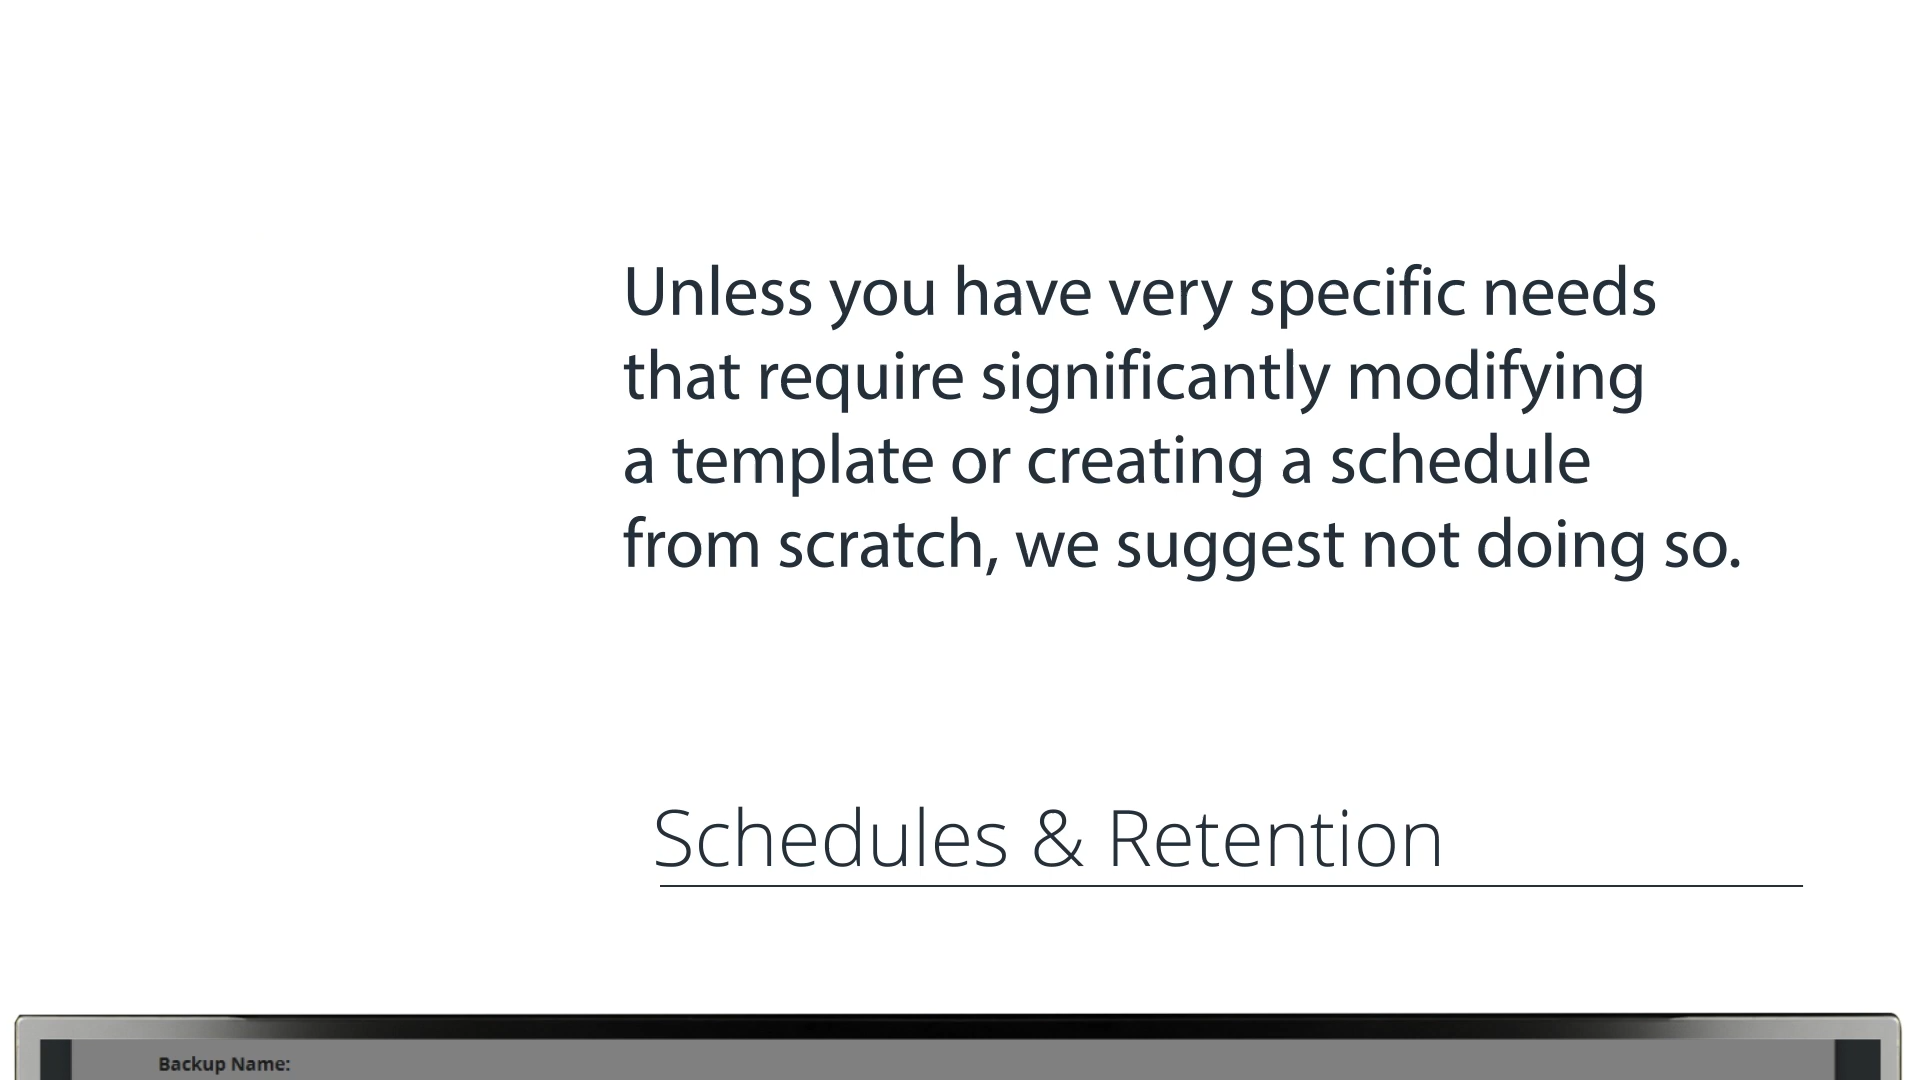 Unless you have very specific needs
that require significantly modifying
a template or creating a schedule
from scratch, we suggest not doing so.
Schedules & Retention
Backup Name: